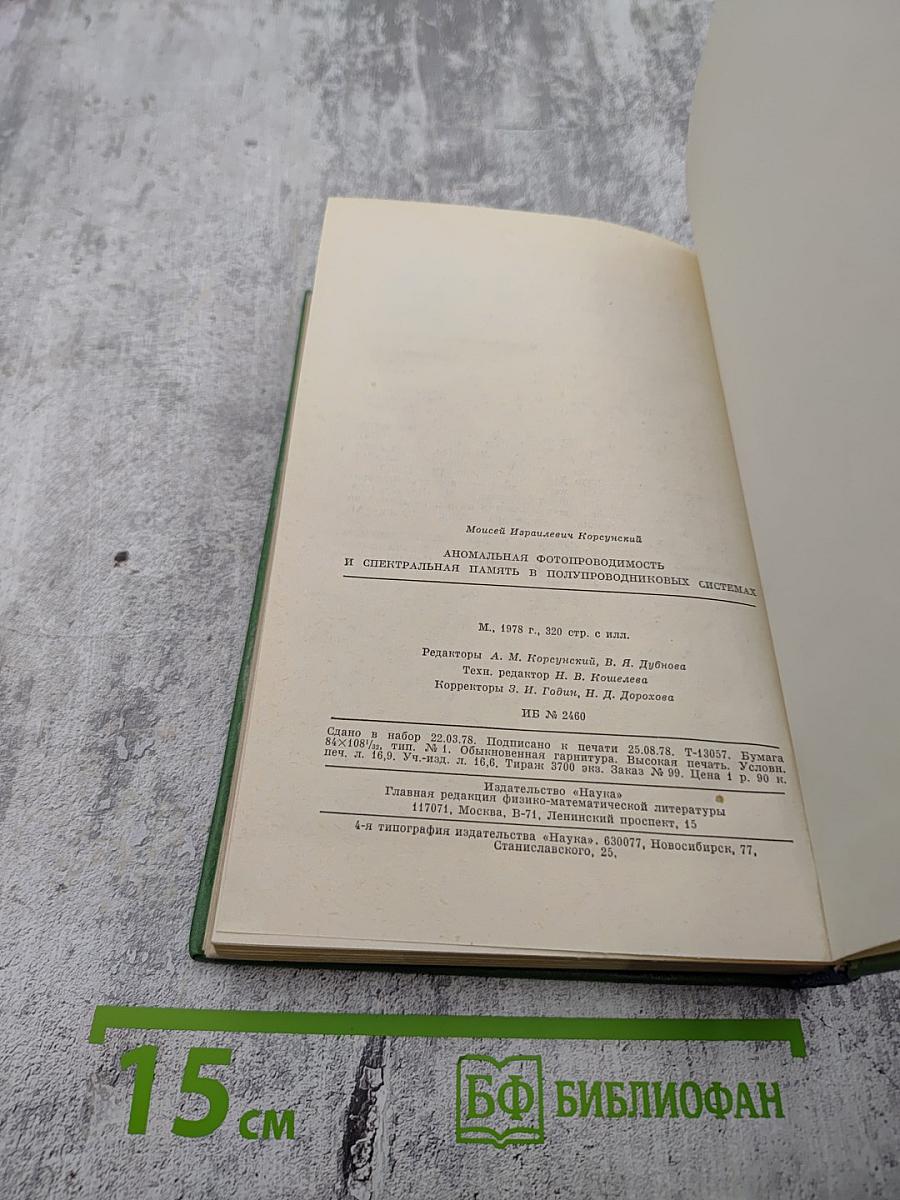 Моисей Израилевич Корсунский
АНОМАЛЬНАЯ ФОТОПРОВОДИМОСТЬ
И СПЕКТРАЛЬНАЯ ПАМЯТЬ В ПОЛУПРОВОДНИКОВЫХ СИСТЕМАХ
М., 1978 г., 320 стр. с илл.
Редакторы А. М. Корсунский, В. Я. Дубнова
Техн. редактор Н. В. Кошелева
Корректоры З. И. Годин, Н. Д. Дорохова
ИБ № 2460
Сдано в набор 22.03.78. Подписано к печати 25.08.78. Т-13057. Бумага
84×108¹/₃₂, тип. № 1. Обыкновенная гарнитура. Высокая печать. Условн.
печ. л. 16,9. Уч.-изд. л. 16,6. Тираж 3700 экз. Заказ № 99. Цена 1 р. 90 к.
Издательство «Наука»
Главная редакция физико-математической литературы
117071, Москва, В-71, Ленинский проспект, 15
4-я типография издательства «Наука». 630077, Новосибирск, 77,
Станиславского, 25,
15 см
БФ БИБЛИОФАН